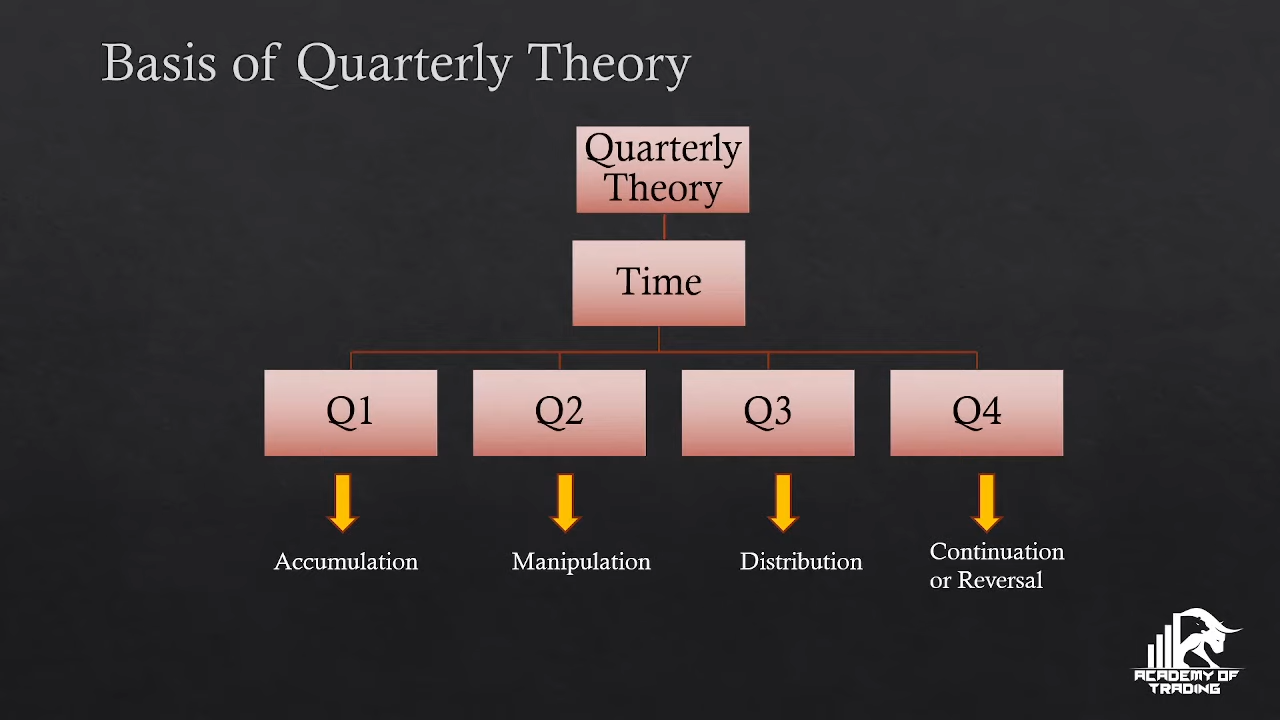 Basis of Quarterly Theory
Quarterly
Theory
Time
Q1
Q2
Q3
Q4
Accumulation
Manipulation
Distribution
Continuation
or Reversal
ACADEMY OF
TRADING